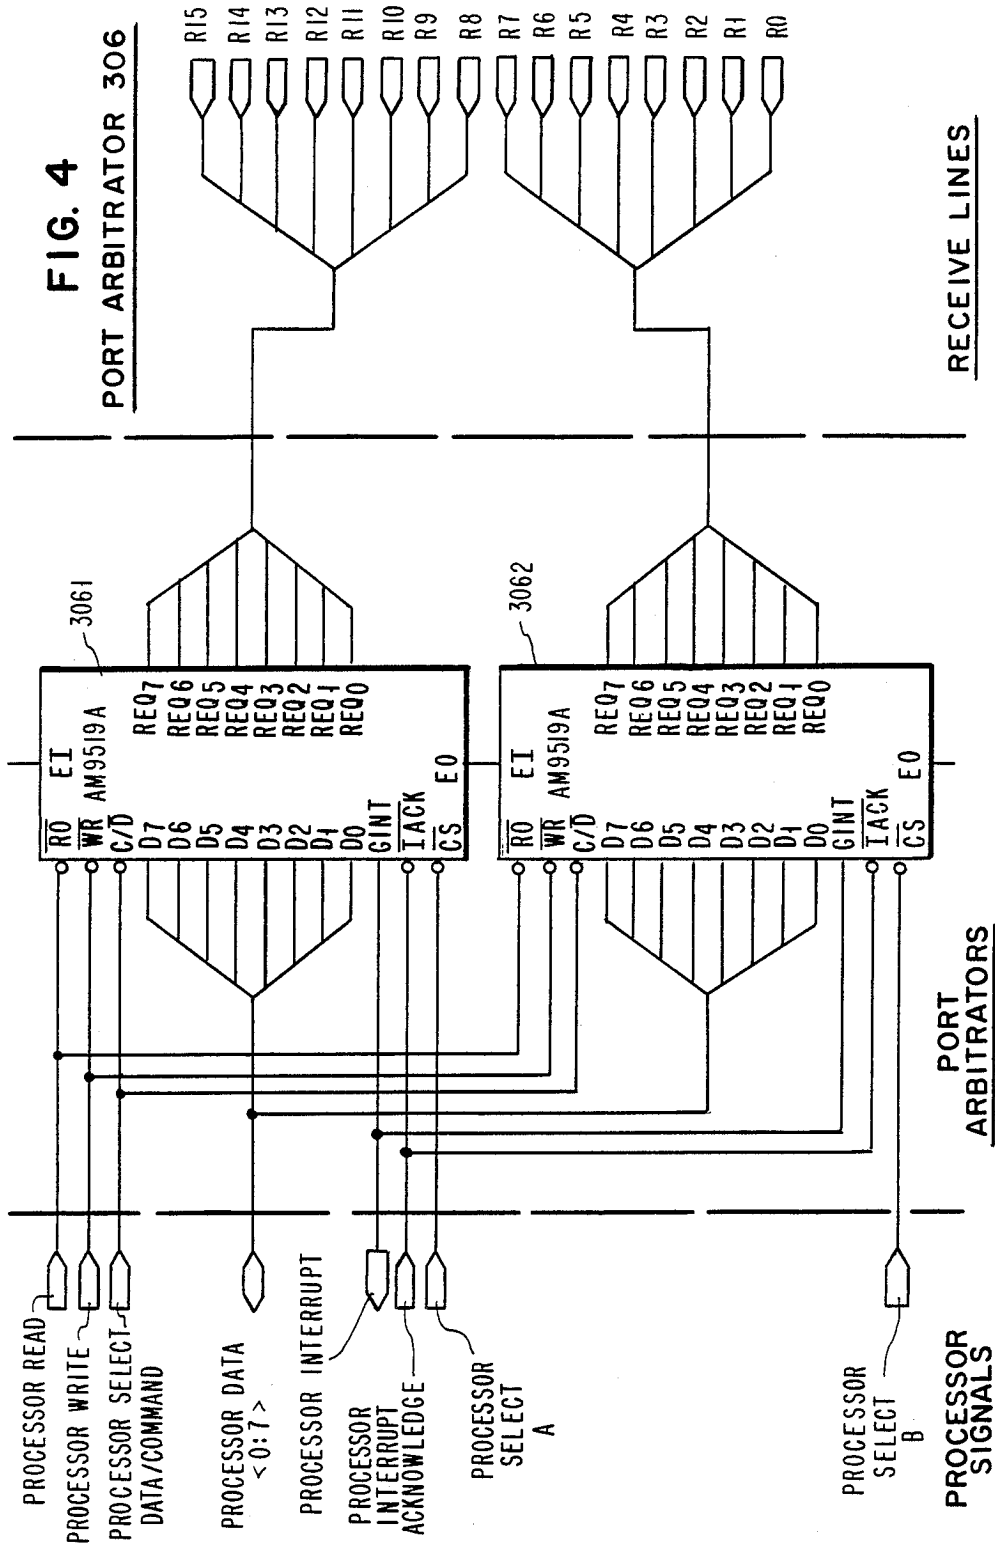 FIG. 4
PORT ARBITRATOR 306
PROCESSOR READ
PROCESSOR WRITE
PROCESSOR SELECT
DATA/COMMAND
PROCESSOR DATA
<0:7>
PROCESSOR INTERRUPT
PROCESSOR
INTERRUPT
ACKNOWLEDGE
PROCESSOR
SELECT
A
PROCESSOR
SELECT
B
PROCESSOR
SIGNALS
3061
RO
EI
WR
AM9519A
C/D
D7
REQ7
D6
REQ6
D5
REQ5
D4
REQ4
D3
REQ3
D2
REQ2
D1
REQ1
D0
REQ0
GINT
IACK
CS
EO
3062
RO
EI
WR
AM9519A
C/D
D7
REQ7
D6
REQ6
D5
REQ5
D4
REQ4
D3
REQ3
D2
REQ2
D1
REQ1
D0
REQ0
GINT
IACK
CS
EO
PORT
ARBITRATORS
R15
R14
R13
R12
R11
R10
R9
R8
R7
R6
R5
R4
R3
R2
R1
R0
RECEIVE LINES